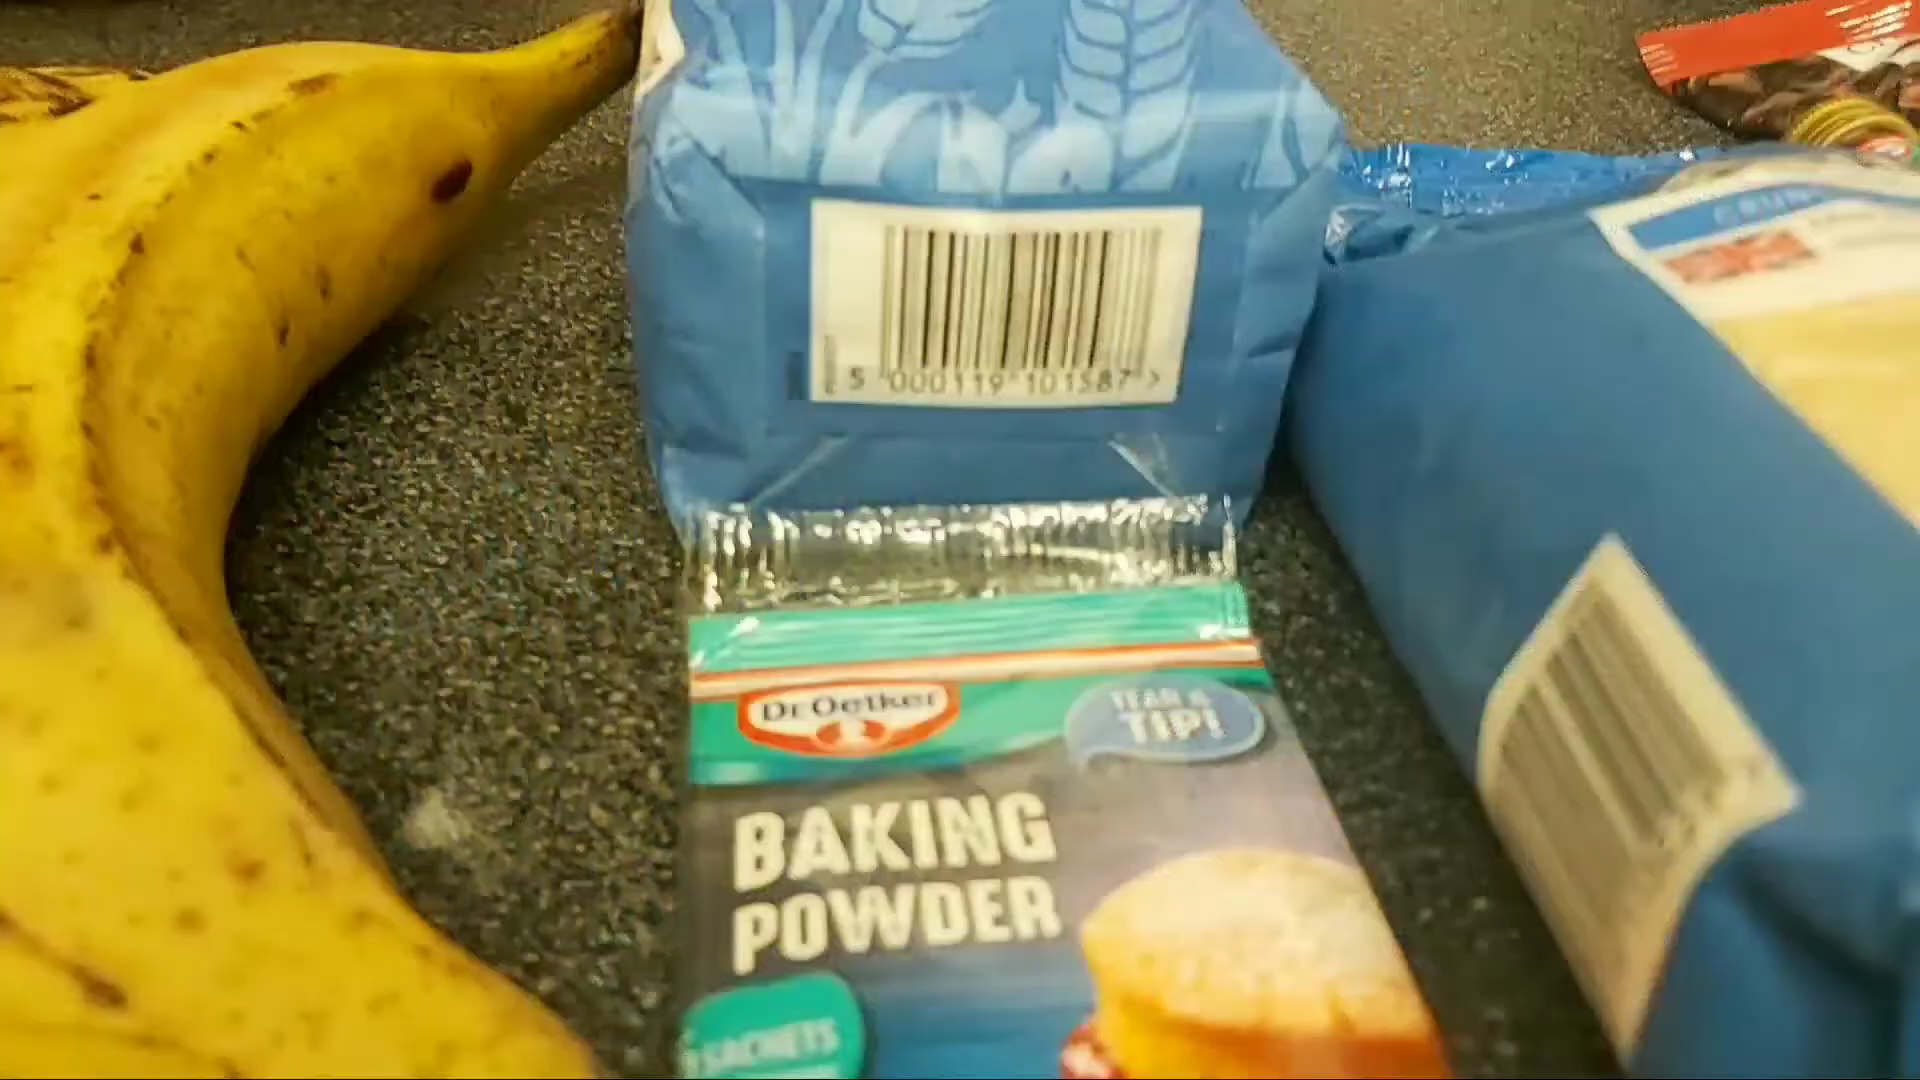 5 000119 101587 >
Dr. Oetker
TEAR &
TIP!
BAKING
POWDER
SACHETS